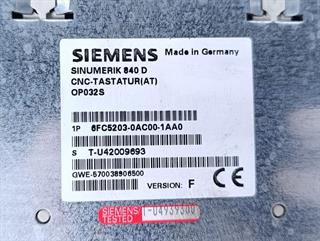 SIEMENS Made in Germany
SINUMERIK 840 D
CNC-TASTATUR(AT)
OP032S
1P 6FC5203-0AC00-1AA0
S T-U42009693
GWE-570038906500
VERSION: F CE
SIEMENS TESTED T-U4939300